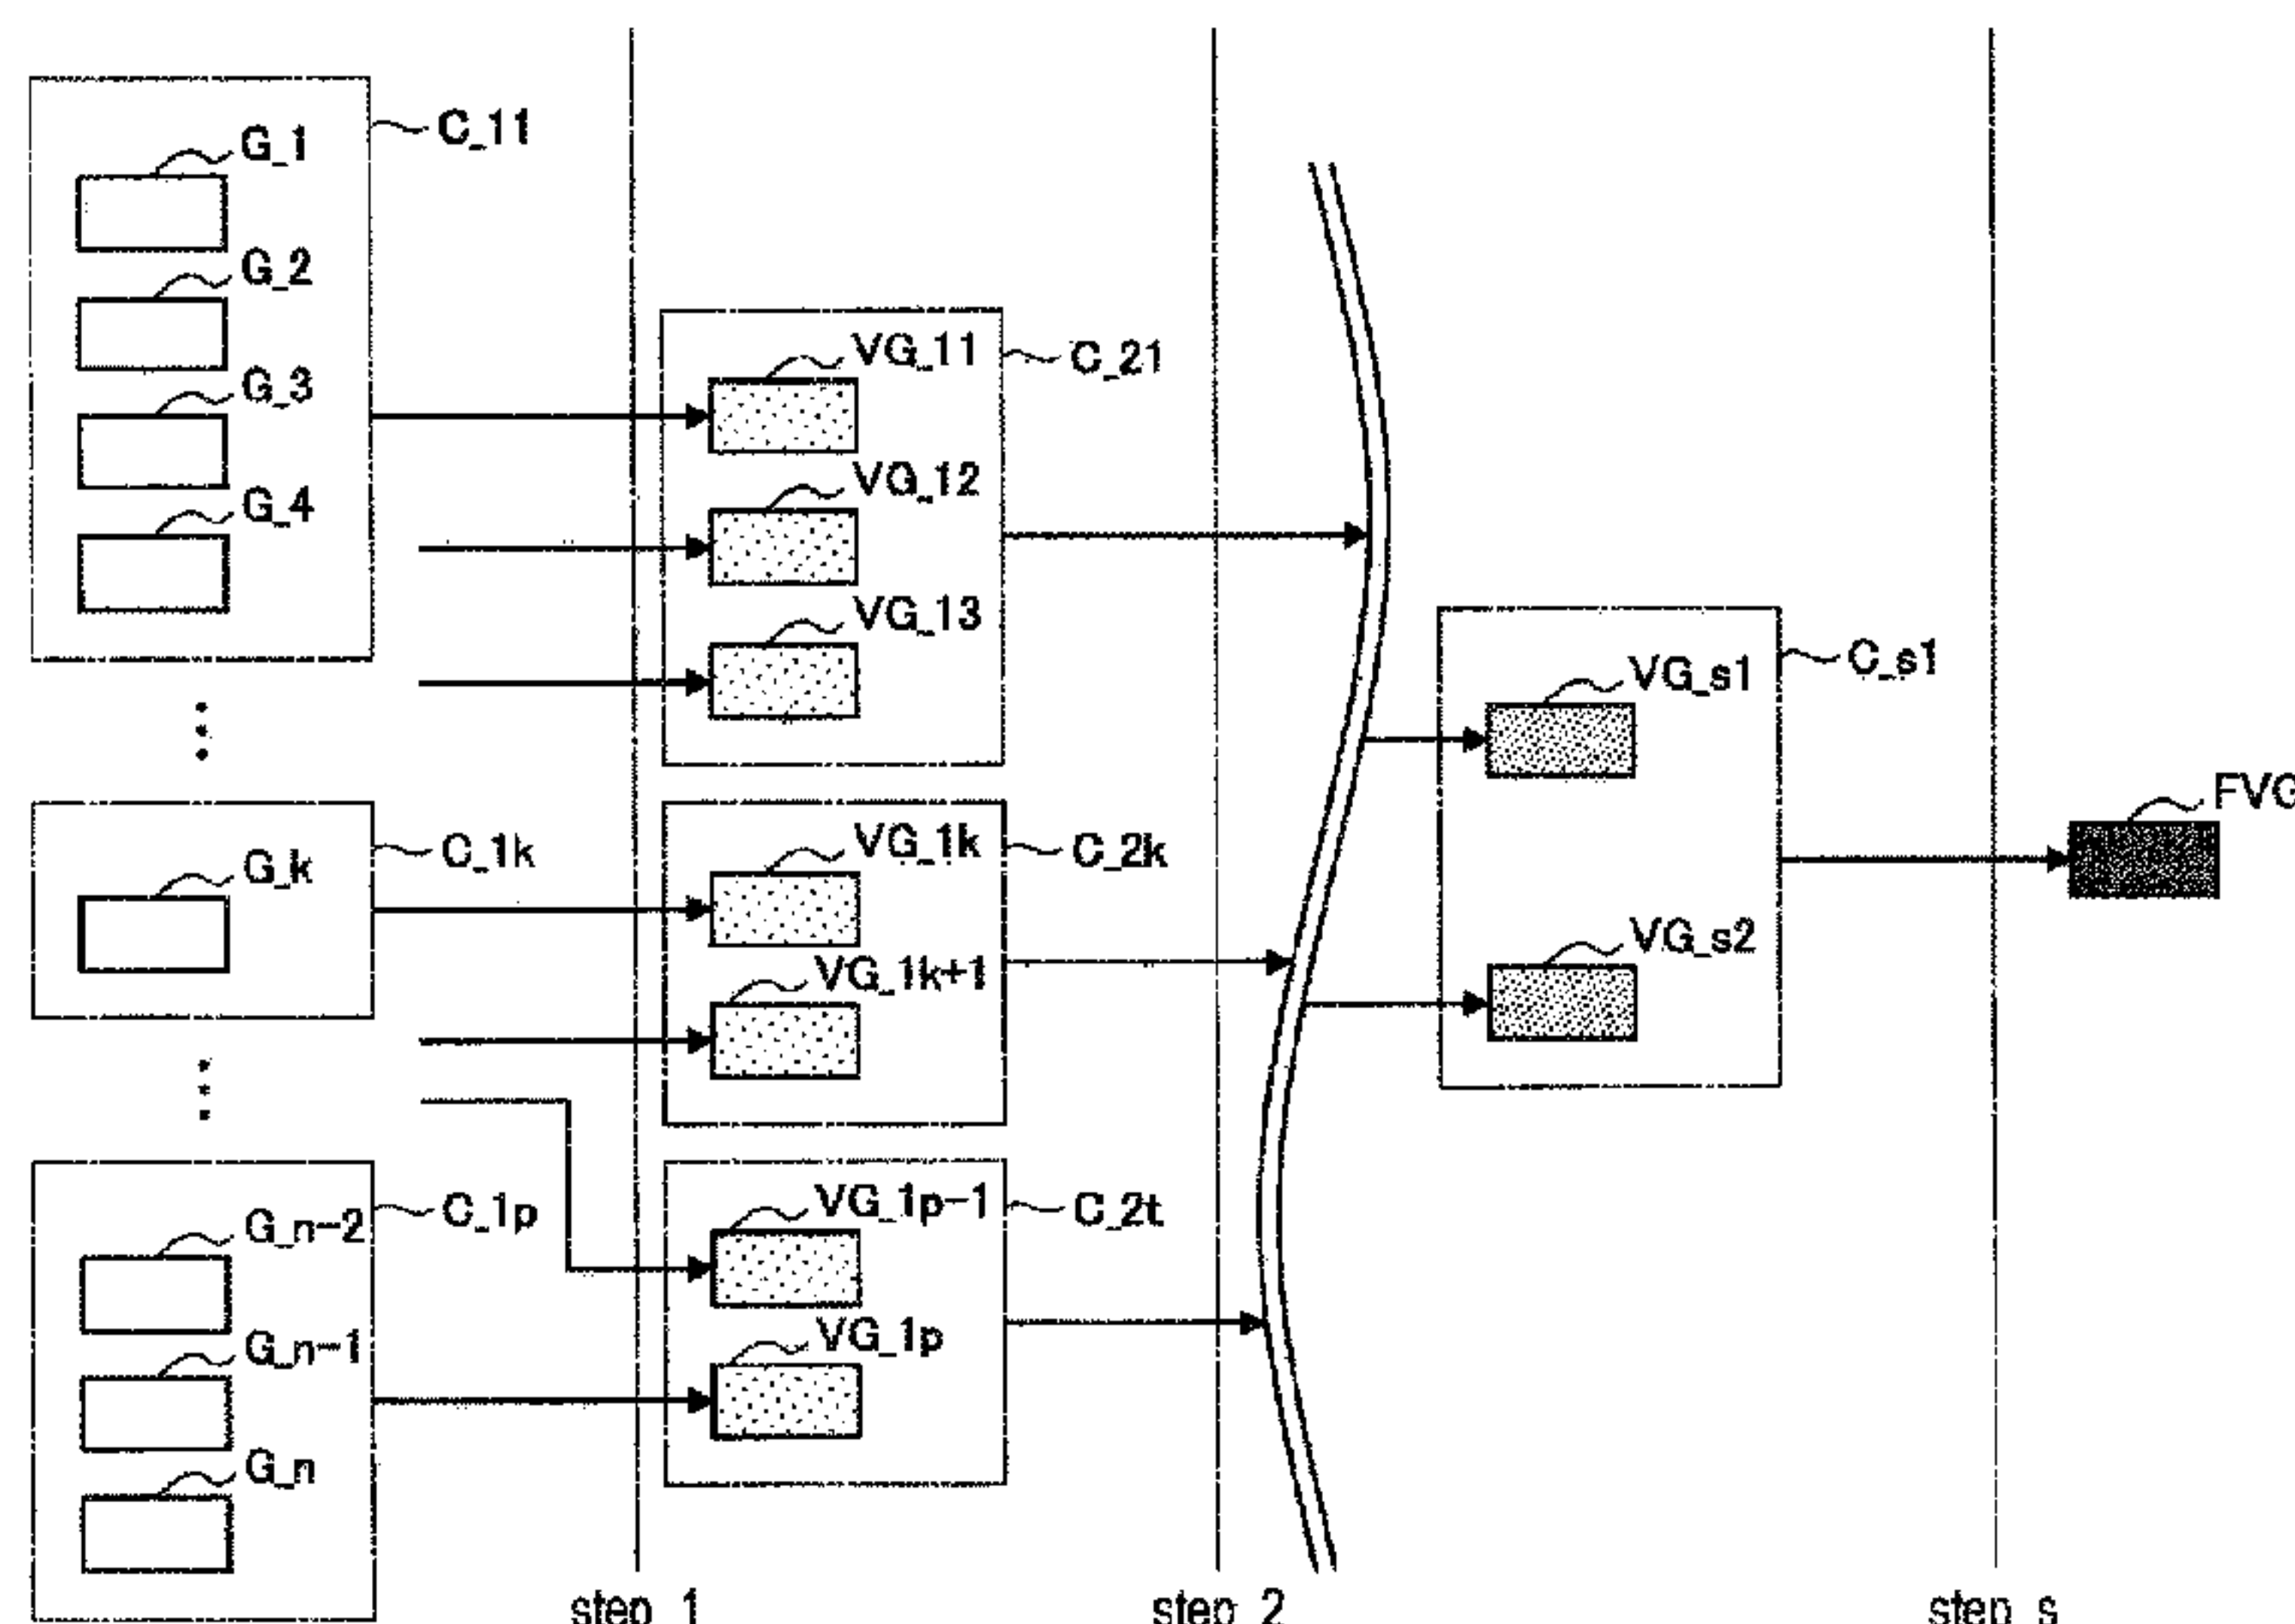 G_1
C_11
G_2
G_3
G_4
VG_11
C_21
VG_12
VG_13
VG_s1
C_s1
G_k
C_1k
VG_1k
C_2k
VG_1k+1
VG_s2
FVG
G_n-2
C_1p
VG_1p-1
C_2t
G_n-1
VG_1p
G_n
step_1
step_2
step_s